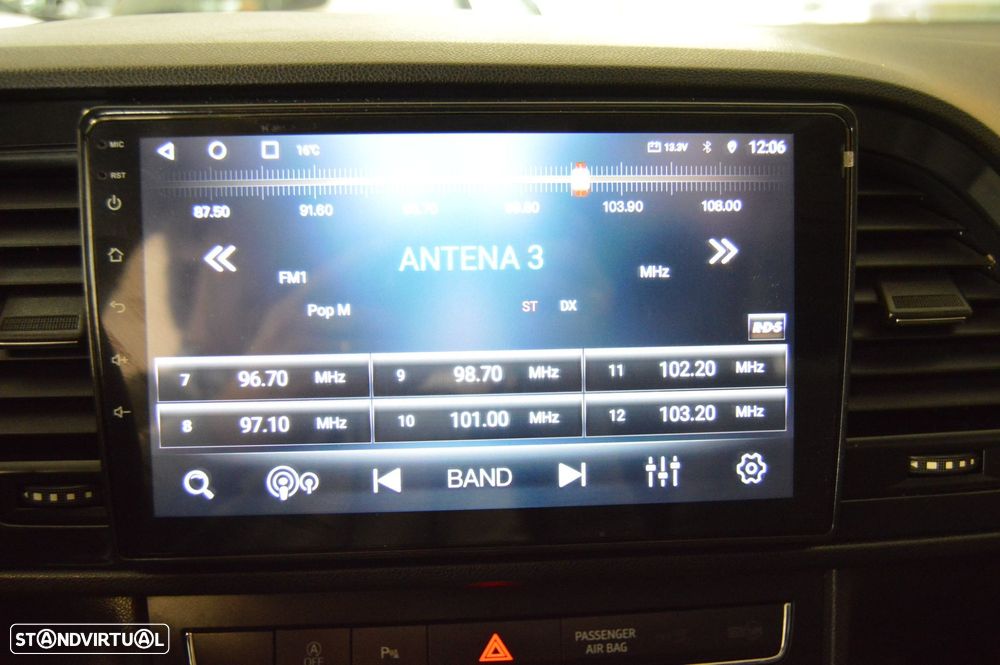 MIC
RST
16°C
13.3V
12:06
87.50 91.60 103.90 108.00
ANTENA 3
FM1
MHz
Pop M
ST DX
R·D·S
7 96.70 MHz
9 98.70 MHz
11 102.20 MHz
8 97.10 MHz
10 101.00 MHz
12 103.20 MHz
BAND
A
OFF
P
PASSENGER
AIR BAG
STANDVIRTUAL